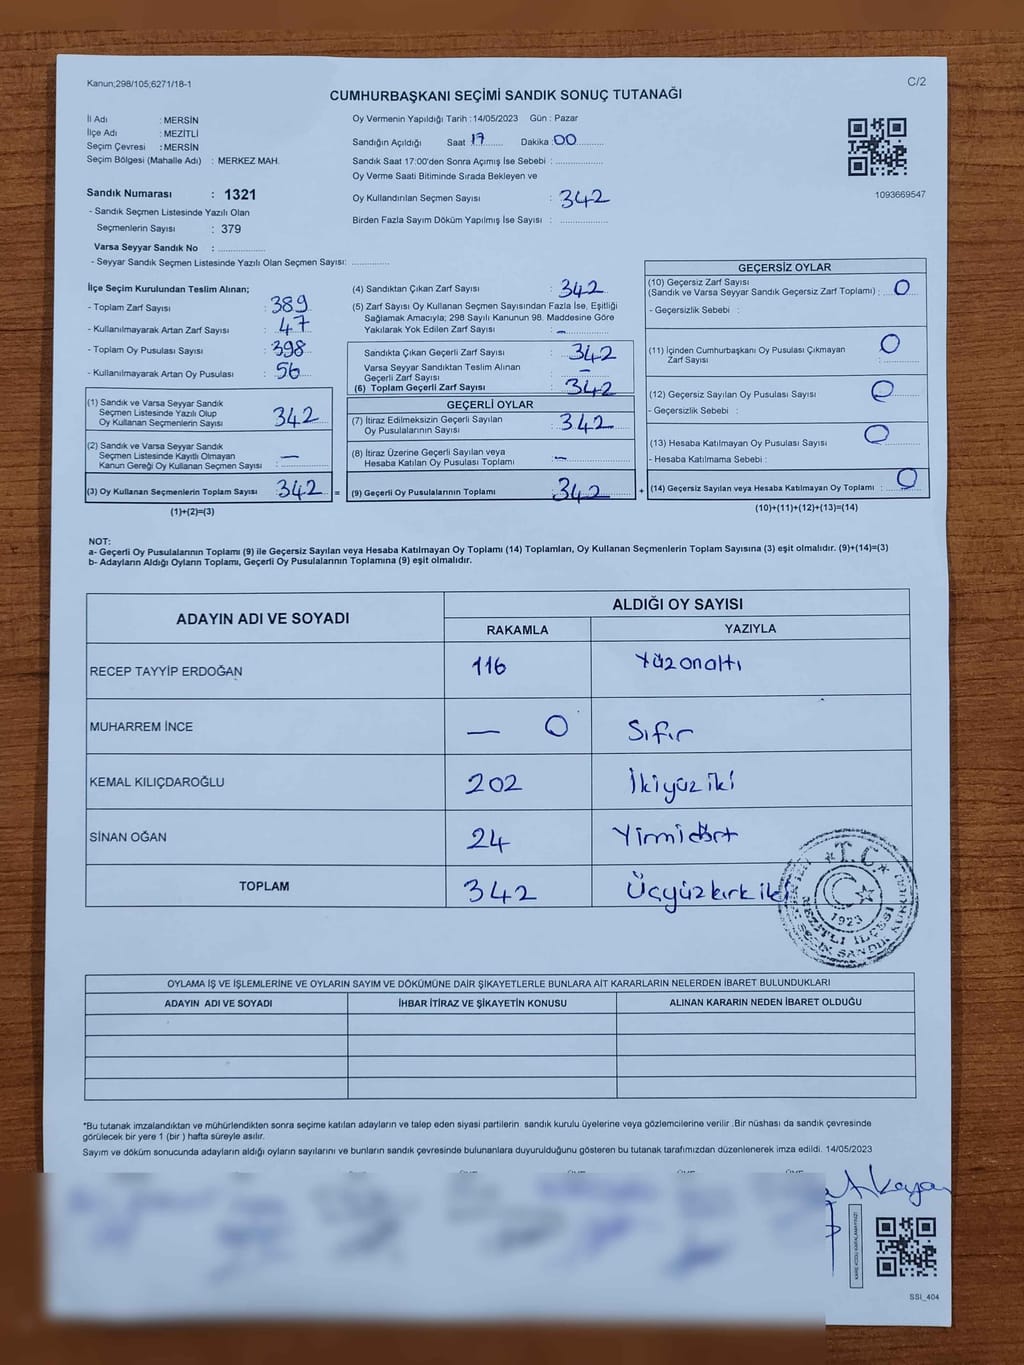 Kanun;298/105;6271/18-1
C/2
CUMHURBAŞKANI SEÇİMİ SANDIK SONUÇ TUTANAĞI
İl Adı : MERSİN
İlçe Adı : MEZİTLİ
Seçim Çevresi : MERSİN
Seçim Bölgesi (Mahalle Adı) : MERKEZ MAH.
Sandık Numarası : 1321
- Sandık Seçmen Listesinde Yazılı Olan
Seçmenlerin Sayısı : 379
Varsa Seyyar Sandık No :
- Seyyar Sandık Seçmen Listesinde Yazılı Olan Seçmen Sayısı:
Oy Vermenin Yapıldığı Tarih : 14/05/2023 Gün : Pazar
Sandığın Açıldığı Saat 17 Dakika :00
Sandık Saat 17:00'den Sonra Açımış İse Sebebi :
Oy Verme Saati Bitiminde Sırada Bekleyen ve
Oy Kullandırılan Seçmen Sayısı : 342
Birden Fazla Sayım Döküm Yapılmış İse Sayısı :
1093669547
İlçe Seçim Kurulundan Teslim Alınan;
- Toplam Zarf Sayısı : 389
- Kullanılmayarak Artan Zarf Sayısı : 47
- Toplam Oy Pusulası Sayısı : 398
- Kullanılmayarak Artan Oy Pusulası : 56
(1) Sandık ve Varsa Seyyar Sandık
Seçmen Listesinde Yazılı Olup
Oy Kullanan Seçmenlerin Sayısı : 342
(2) Sandık ve Varsa Seyyar Sandık
Seçmen Listesinde Kayıtlı Olmayan
Kanun Gereği Oy Kullanan Seçmen Sayısı : —
(3) Oy Kullanan Seçmenlerin Toplam Sayısı 342 =
(1)+(2)=(3)
(4) Sandıktan Çıkan Zarf Sayısı : 342
(5) Zarf Sayısı Oy Kullanan Seçmen Sayısından Fazla İse, Eşitliği
Sağlamak Amacıyla; 298 Sayılı Kanunun 98. Maddesine Göre
Yakılarak Yok Edilen Zarf Sayısı : —
Sandıkta Çıkan Geçerli Zarf Sayısı : 342
Varsa Seyyar Sandıktan Teslim Alınan
Geçerli Zarf Sayısı : —
(6) Toplam Geçerli Zarf Sayısı : 342
GEÇERLİ OYLAR
(7) İtiraz Edilmeksizin Geçerli Sayılan
Oy Pusulalarının Sayısı : 342
(8) İtiraz Üzerine Geçerli Sayılan veya
Hesaba Katılan Oy Pusulası Toplamı : —
(9) Geçerli Oy Pusulalarının Toplamı : 342 +
GEÇERSİZ OYLAR
(10) Geçersiz Zarf Sayısı
(Sandık ve Varsa Seyyar Sandık Geçersiz Zarf Toplamı) : 0
- Geçersizlik Sebebi :
(11) İçinden Cumhurbaşkanı Oy Pusulası Çıkmayan
Zarf Sayısı : 0
(12) Geçersiz Sayılan Oy Pusulası Sayısı : 0
- Geçersizlik Sebebi :
(13) Hesaba Katılmayan Oy Pusulası Sayısı : 0
- Hesaba Katılmama Sebebi :
(14) Geçersiz Sayılan veya Hesaba Katılmayan Oy Toplamı : 0
(10)+(11)+(12)+(13)=(14)
NOT:
a- Geçerli Oy Pusulalarının Toplamı (9) ile Geçersiz Sayılan veya Hesaba Katılmayan Oy Toplamı (14) Toplamları, Oy Kullanan Seçmenlerin Toplam Sayısına (3) eşit olmalıdır. (9)+(14)=(3)
b- Adayların Aldığı Oyların Toplamı, Geçerli Oy Pusulalarının Toplamına (9) eşit olmalıdır.
ADAYIN ADI VE SOYADI
ALDIĞI OY SAYISI
RAKAMLA YAZIYLA
RECEP TAYYİP ERDOĞAN 116 Yüzonaltı
MUHARREM İNCE — 0 Sıfır
KEMAL KILIÇDAROĞLU 202 İkiyüziki
SİNAN OĞAN 24 Yirmidört
TOPLAM 342 Üçyüzkırkiki
T.C.
1923
MEZİTLİ İLÇESİ
OYLAMA İŞ VE İŞLEMLERİNE VE OYLARIN SAYIM VE DÖKÜMÜNE DAİR ŞİKAYETLERLE BUNLARA AİT KARARLARIN NELERDEN İBARET BULUNDUKLARI
ADAYIN ADI VE SOYADI İHBAR İTİRAZ VE ŞİKAYETİN KONUSU ALINAN KARARIN NEDEN İBARET OLDUĞU
*Bu tutanak imzalandıktan ve mühürlendikten sonra seçime katılan adayların ve talep eden siyasi partilerin sandık kurulu üyelerine veya gözlemcilerine verilir .Bir nüshası da sandık çevresinde
görülecek bir yere 1 (bir ) hafta süreyle asılır.
Sayım ve döküm sonucunda adayların aldığı oyların sayılarını ve bunların sandık çevresinde bulunanlara duyurulduğunu gösteren bu tutanak tarafımızdan düzenlenerek imza edildi. 14/05/2023
SSI_404